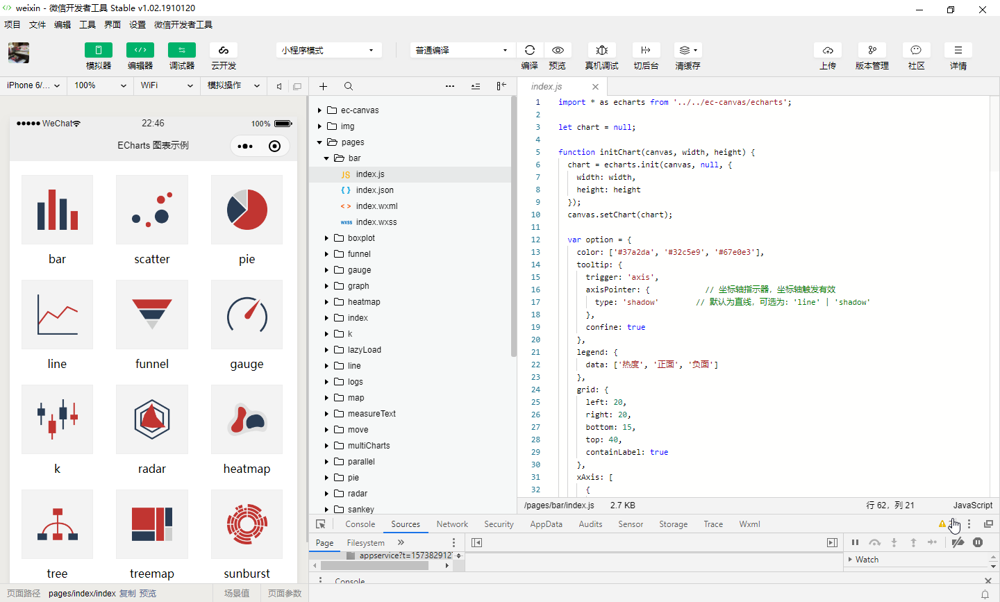 weixin - 微信开发者工具 Stable v1.02.1910120
项目 文件 编辑 工具 界面 设置 微信开发者工具
模拟器 编辑器 调试器 云开发
小程序模式
普通编译
编译 预览 真机调试 切后台 清缓存
上传 版本管理 社区 详情
iPhone 6/... 100% WiFi 模拟操作
WeChat 22:46 100%
ECharts 图表示例
bar scatter pie
line funnel gauge
k radar heatmap
tree treemap sunburst
页面路径 pages/index/index 复制 预览 场景值 页面参数
ec-canvas
img
pages
bar
JS index.js
{ } index.json
< > index.wxml
wxss index.wxss
boxplot
funnel
gauge
graph
heatmap
index
k
lazyLoad
line
logs
map
measureText
move
multiCharts
parallel
pie
radar
sankey
index.js
1 import * as echarts from '../../ec-canvas/echarts';
2
3 let chart = null;
4
5 function initChart(canvas, width, height) {
6 chart = echarts.init(canvas, null, {
7 width: width,
8 height: height
9 });
10 canvas.setChart(chart);
11
12 var option = {
13 color: ['#37a2da', '#32c5e9', '#67e0e3'],
14 tooltip: {
15 trigger: 'axis',
16 axisPointer: { // 坐标轴指示器，坐标轴触发有效
17 type: 'shadow' // 默认为直线，可选为：'line' | 'shadow'
18 },
19 confine: true
20 },
21 legend: {
22 data: ['热度', '正面', '负面']
23 },
24 grid: {
25 left: 20,
26 right: 20,
27 bottom: 15,
28 top: 40,
29 containLabel: true
30 },
31 xAxis: [
32 {
/pages/bar/index.js 2.7 KB 行 62，列 21 JavaScript
Console Sources Network Security AppData Audits Sensor Storage Trace Wxml
Page Filesystem »
appservice?t=157382912
Watch
Console